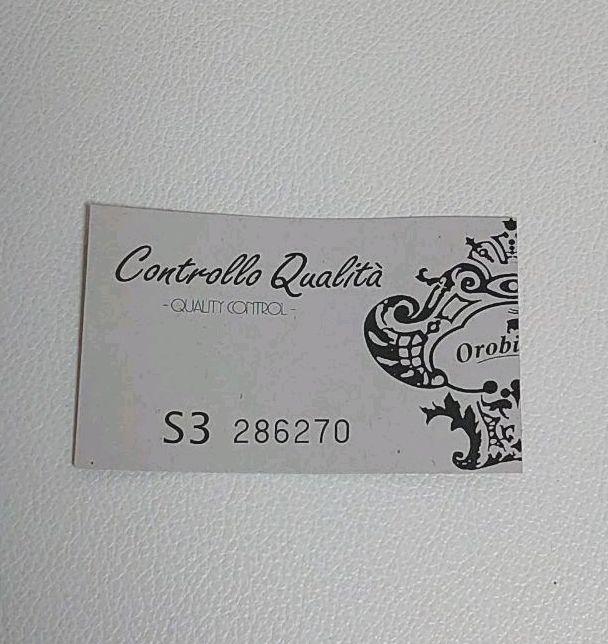 Controllo Qualità
- QUALITY CONTROL -
Orobi
S3 286270